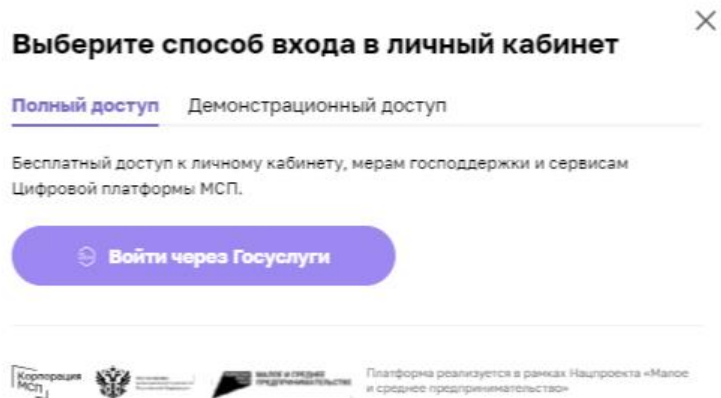 Выберите способ входа в личный кабинет
Полный доступ Демонстрационный доступ
Бесплатный доступ к личному кабинету, мерам господдержки и сервисам
Цифровой платформы МСП.
Войти через Госуслуги
Корпорация
МСП
МАЛОЕ И СРЕДНЕЕ
ПРЕДПРИНИМАТЕЛЬСТВО
Платформа реализуется в рамках Нацпроекта «Малое
и среднее предпринимательство»